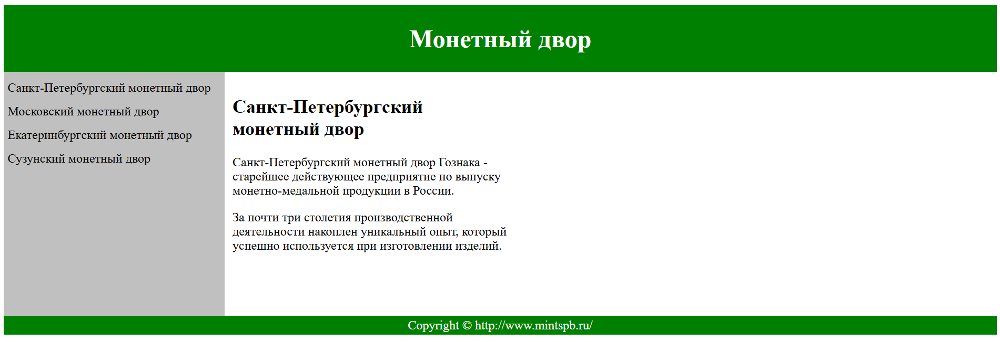 Монетный двор
Санкт-Петербургский монетный двор
Московский монетный двор
Екатеринбургский монетный двор
Сузунский монетный двор
Санкт-Петербургский
монетный двор
Санкт-Петербургский монетный двор Гознака -
старейшее действующее предприятие по выпуску
монетно-медальной продукции в России.
За почти три столетия производственной
деятельности накоплен уникальный опыт, который
успешно используется при изготовлении изделий.
Copyright © http://www.mintspb.ru/